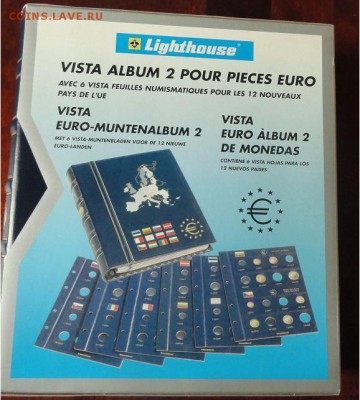 COINS.LAVE.RU
Lighthouse®
VISTA ALBUM 2 POUR PIECES EURO
AVEC 6 VISTA FEUILLES NUMISMATIQUES POUR LES 12 NOUVEAUX
PAYS DE L'UE
VISTA
EURO-MUNTENALBUM 2
MET 6 VISTA-MUNTENBLADEN VOOR DE 12 NIEUWE
EURO-LANDEN
VISTA
EURO ÀLBUM 2
DE MONEDAS
CONTIENE 6 VISTA HOJAS PARA LOS
12 NUEVOS PAÍSES
€